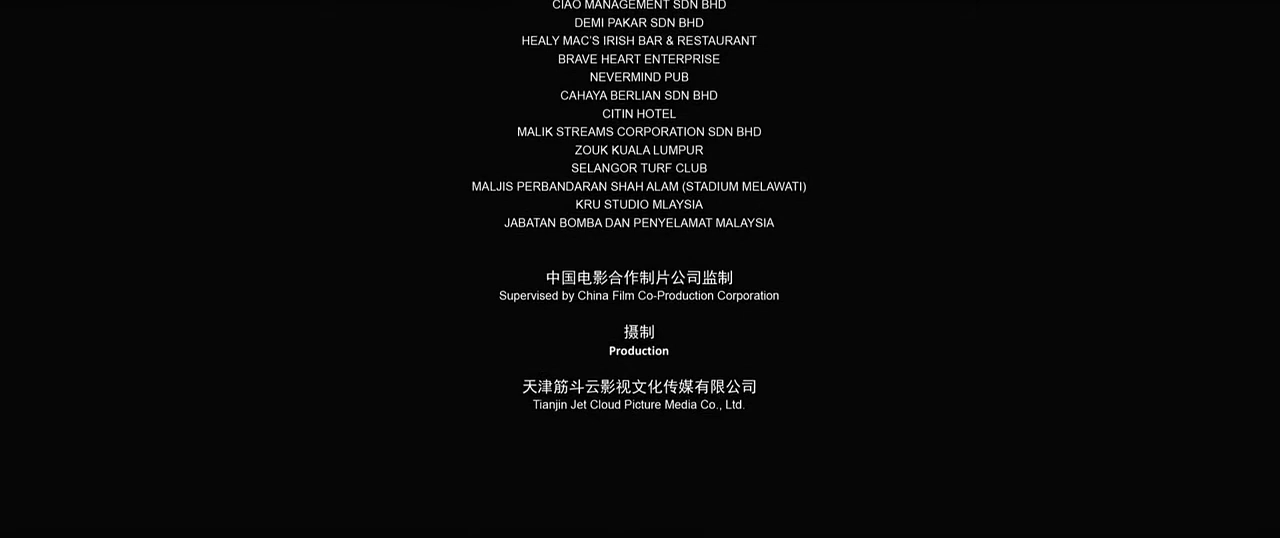 CIAO MANAGEMENT SDN BHD
DEMI PAKAR SDN BHD
HEALY MAC'S IRISH BAR & RESTAURANT
BRAVE HEART ENTERPRISE
NEVERMIND PUB
CAHAYA BERLIAN SDN BHD
CITIN HOTEL
MALIK STREAMS CORPORATION SDN BHD
ZOUK KUALA LUMPUR
SELANGOR TURF CLUB
MALJIS PERBANDARAN SHAH ALAM (STADIUM MELAWATI)
KRU STUDIO MLAYSIA
JABATAN BOMBA DAN PENYELAMAT MALAYSIA
中国电影合作制片公司监制
Supervised by China Film Co-Production Corporation
摄制
Production
天津筋斗云影视文化传媒有限公司
Tianjin Jet Cloud Picture Media Co., Ltd.